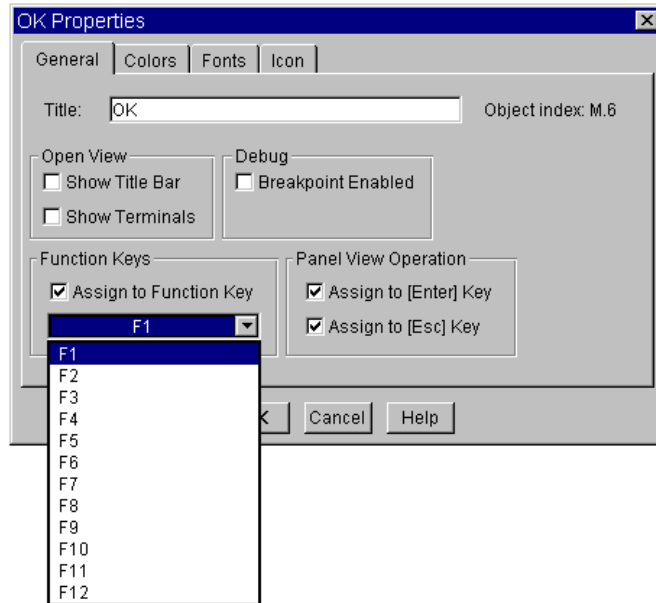 OK Properties
General Colors Fonts Icon
Title: OK Object index: M.6
Open View Debug
Show Title Bar Breakpoint Enabled
Show Terminals
Function Keys Panel View Operation
Assign to Function Key Assign to [Enter] Key
F1 Assign to [Esc] Key
F1
F2
F3
F4
F5
F6
F7
F8
F9
F10
F11
F12
Cancel Help